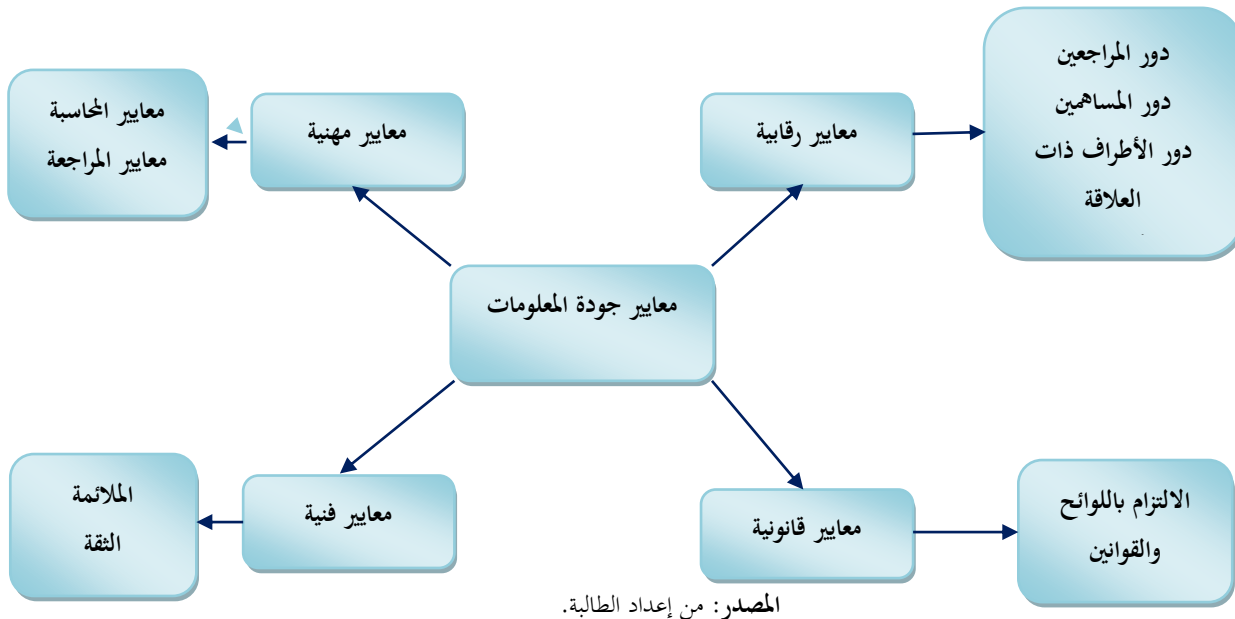 دور المراجعين
دور المساهمين
دور الأطراف ذات
العلاقة
معايير رقابية
معايير مهنية
معايير المحاسبة
معايير المراجعة
معايير جودة المعلومات
الالتزام باللوائح
والقوانين
معايير قانونية
معايير فنية
الملائمة
الثقة
المصدر: من إعداد الطالبة.